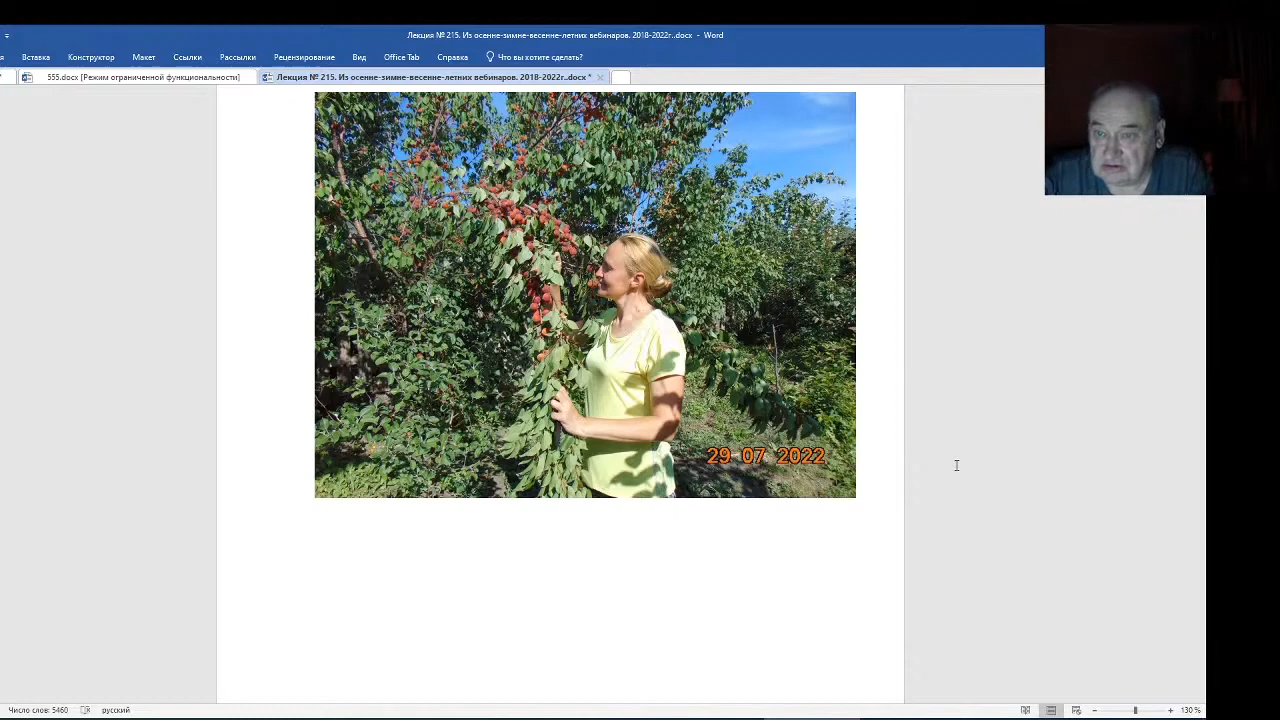 Лекция № 215. Из осенне-зимне-весенне-летних вебинаров. 2018-2022г..docx - Word
Вставка Конструктор Макет Ссылки Рассылки Рецензирование Вид Office Tab Справка Что вы хотите сделать?
555.docx [Режим ограниченной функциональности] Лекция № 215. Из осенне-зимне-весенне-летних вебинаров. 2018-2022г..docx *
29 07 2022
Число слов: 5460 русский 130 %